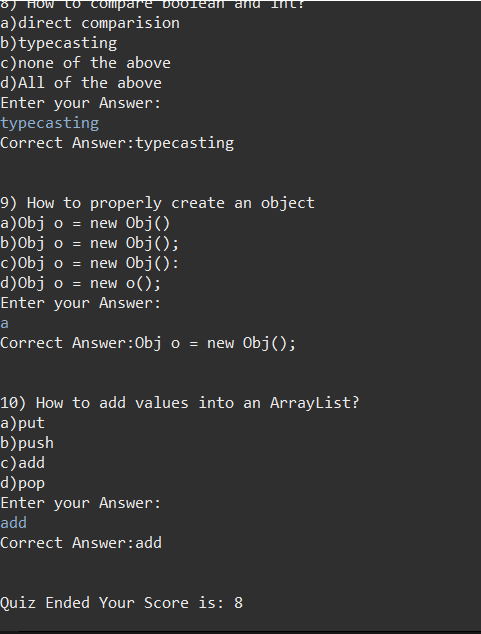 8) How to compare boolean and int?
a)direct comparision
b)typecasting
c)none of the above
d)All of the above
Enter your Answer:
typecasting
Correct Answer:typecasting
9) How to properly create an object
a)Obj o = new Obj()
b)Obj o = new Obj();
c)Obj o = new Obj():
d)Obj o = new o();
Enter your Answer:
a
Correct Answer:Obj o = new Obj();
10) How to add values into an ArrayList?
a)put
b)push
c)add
d)pop
Enter your Answer:
add
Correct Answer:add
Quiz Ended Your Score is: 8